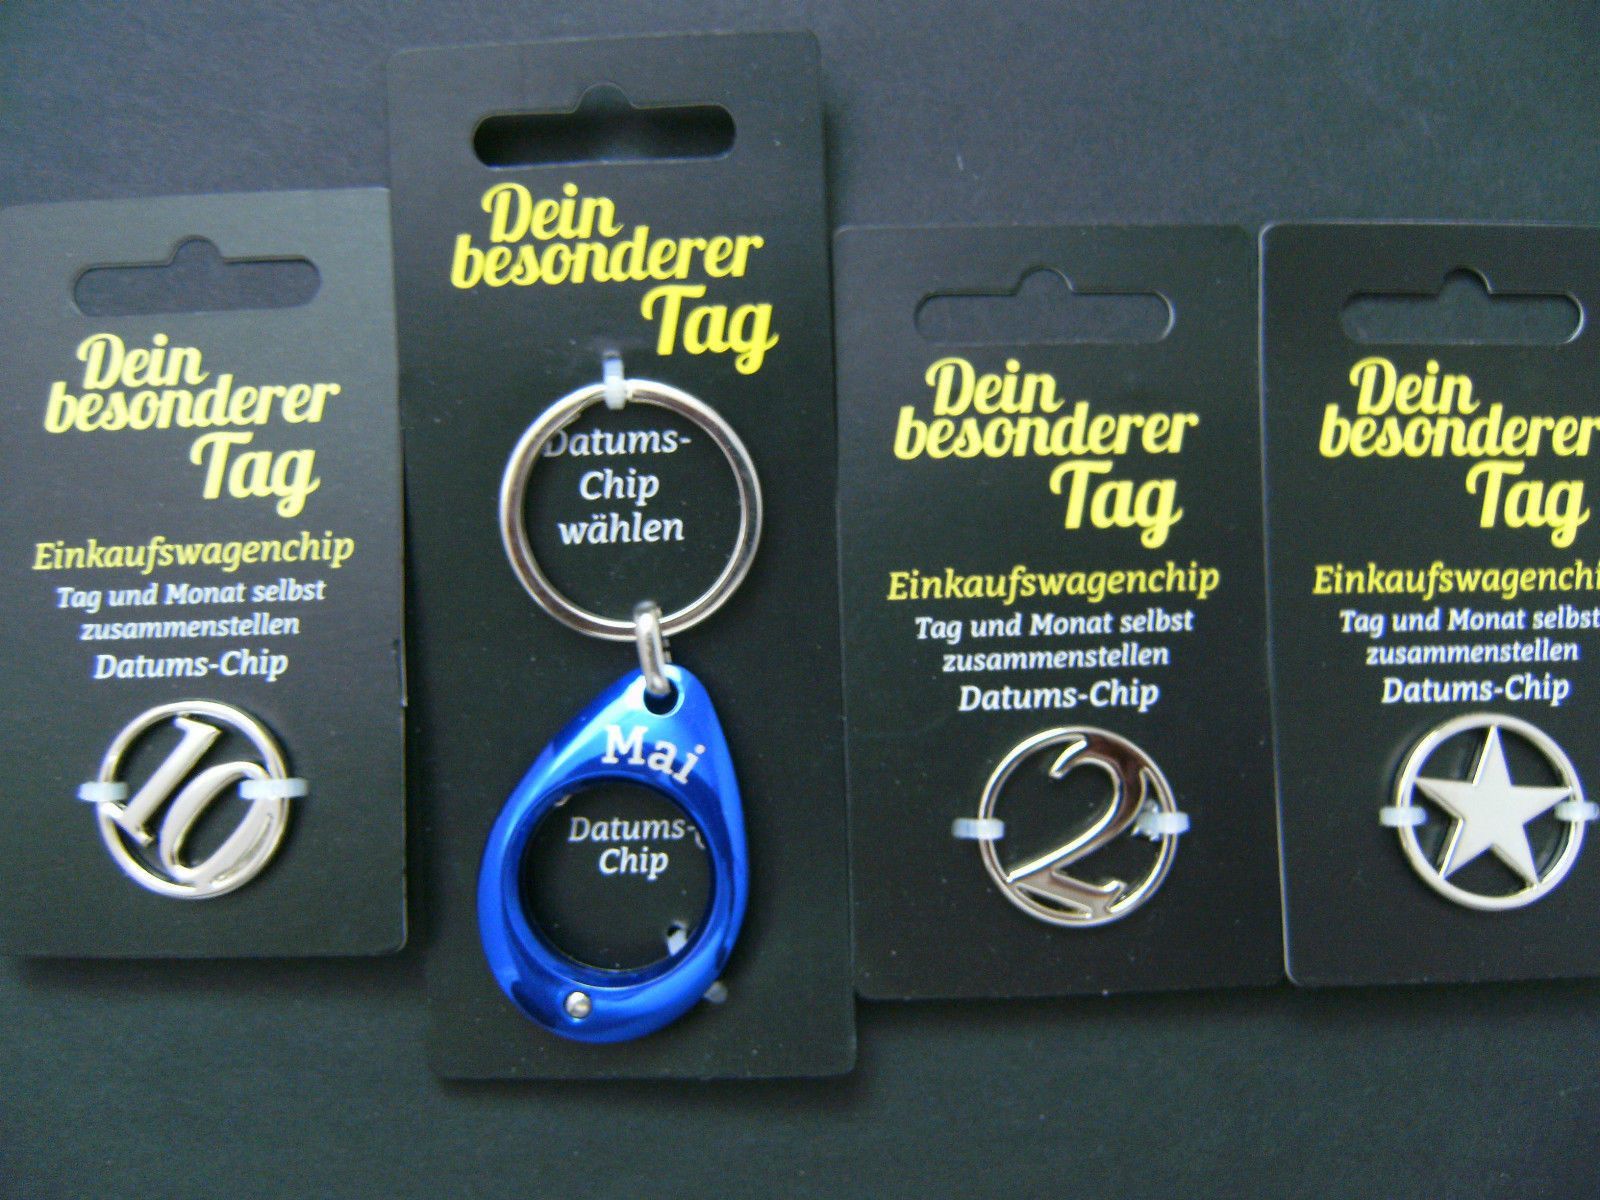 Dein
besonderer
Tag
Einkaufswagenchip
Tag und Monat selbst
zusammenstellen
Datums-Chip
10
Dein
besonderer
Tag
Datums-
Chip
wählen
Mai
Datums-
Chip
Dein
besonderer
Tag
Einkaufswagenchip
Tag und Monat selbst
zusammenstellen
Datums-Chip
2
Dein
besonderer
Tag
Einkaufswagenchi
Tag und Monat selbst
zusammenstellen
Datums-Chip